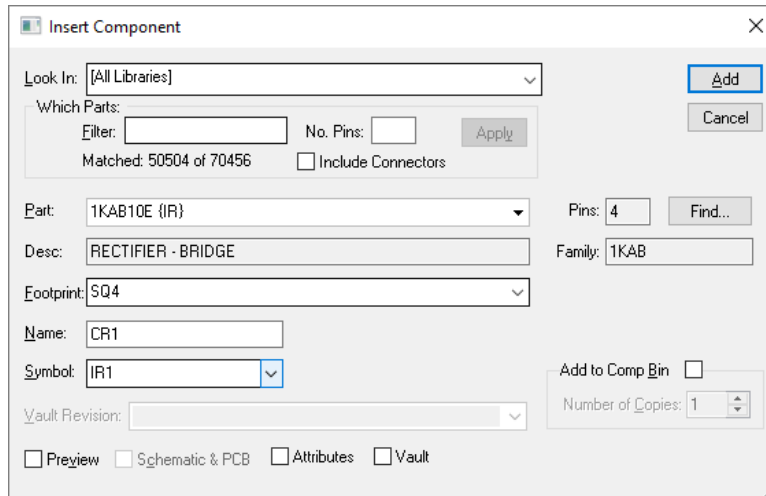 Insert Component
Look In: [All Libraries]
Add
Which Parts:
Filter: No. Pins: Apply
Cancel
Matched: 50504 of 70456 Include Connectors
Part: 1KAB10E {IR} Pins: 4 Find...
Desc: RECTIFIER - BRIDGE Family: 1KAB
Footprint: SQ4
Name: CR1
Symbol: IR1 Add to Comp Bin
Vault Revision: Number of Copies: 1
Preview Schematic & PCB Attributes Vault